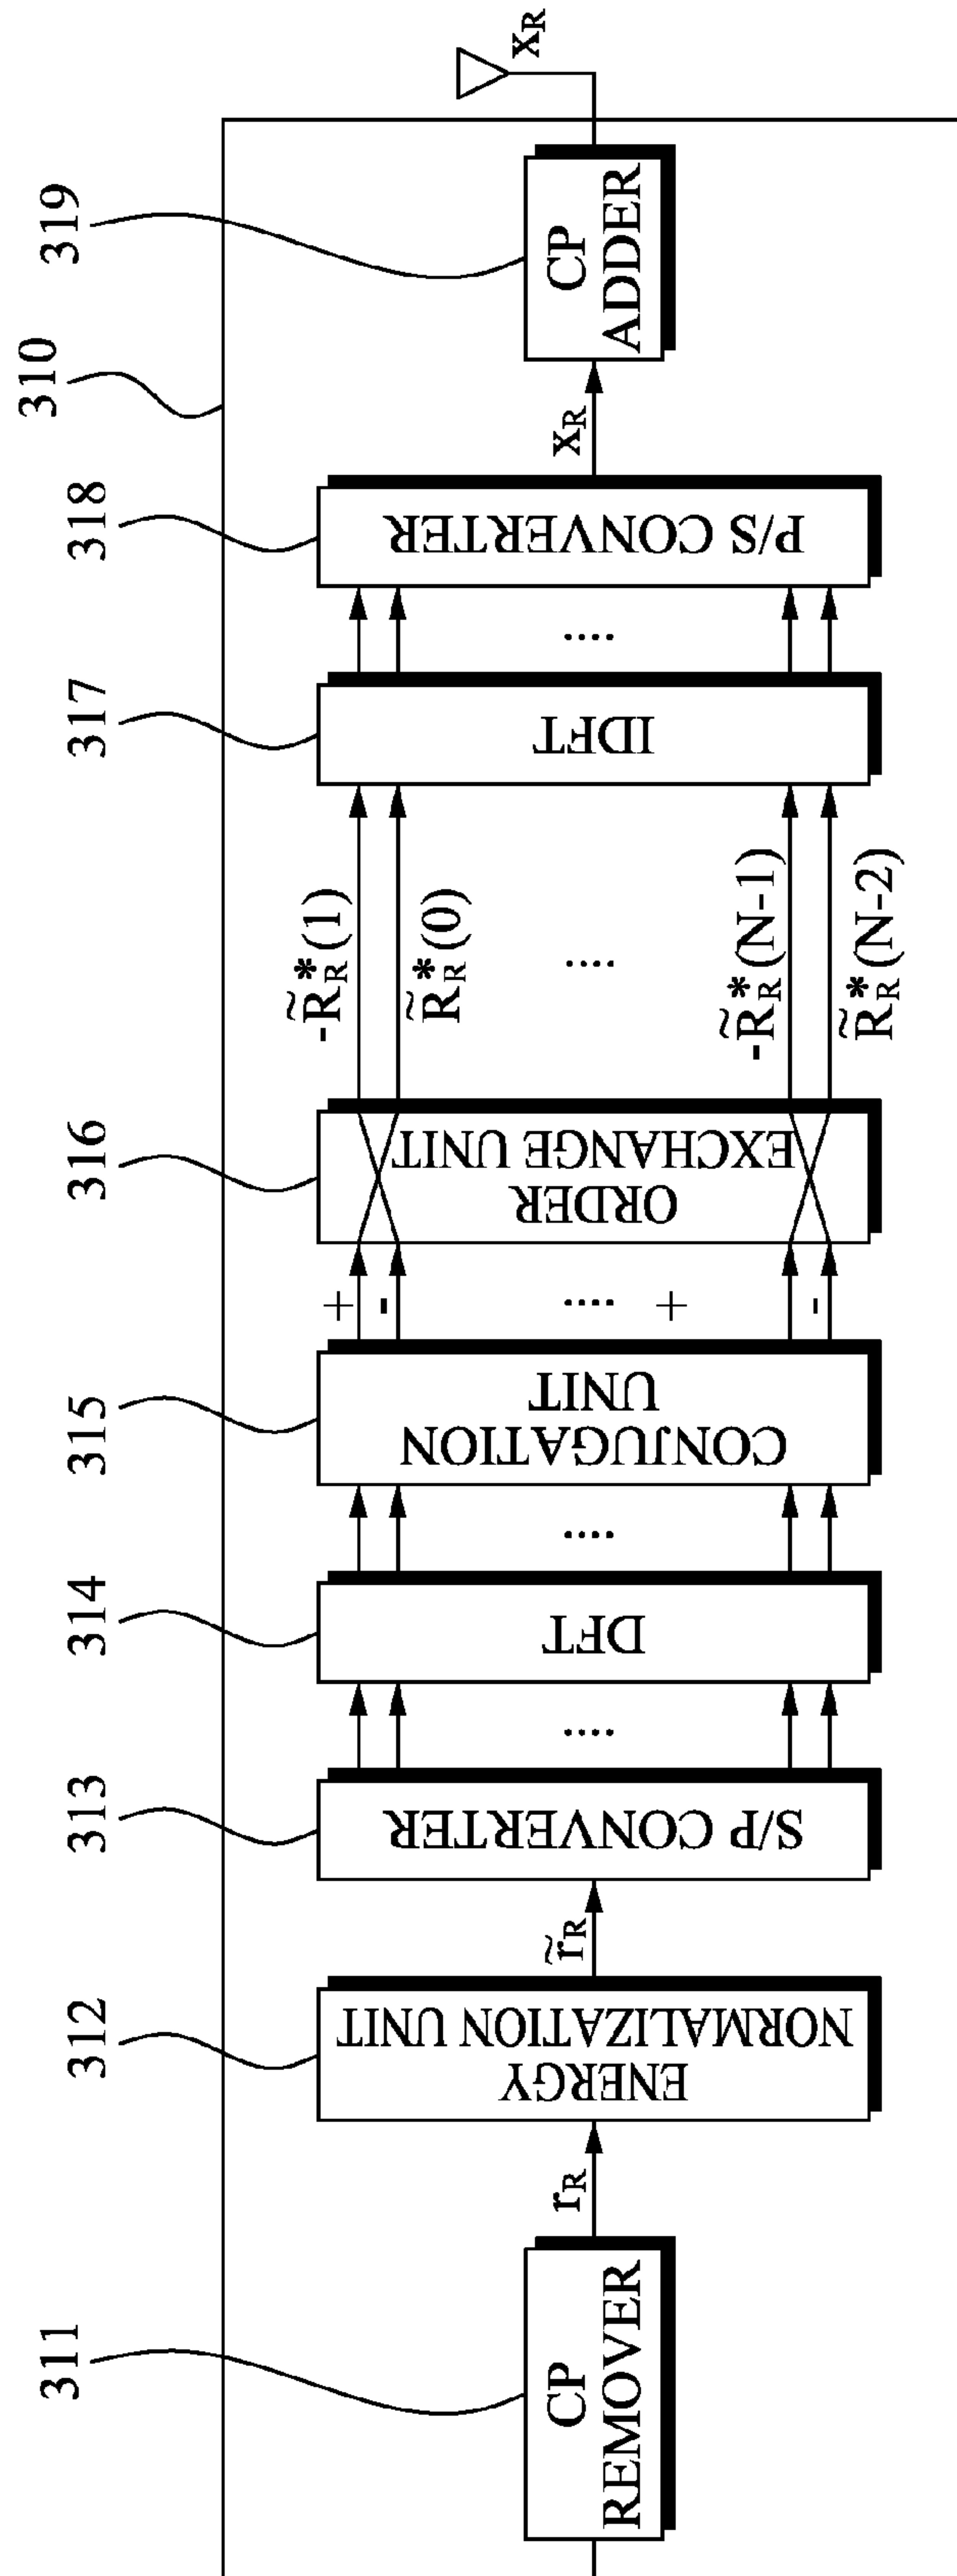 310
311
312
313
314
315
316
317
318
319
CP
REMOVER
r_R
ENERGY
NORMALIZATION UNIT
r̃_R
S/P CONVERTER
....
DFT
....
CONJUGATION
UNIT
+
-
....
+
-
ORDER
EXCHANGE UNIT
-R̃_R*(1)
R̃_R*(0)
....
-R̃_R*(N-1)
R̃_R*(N-2)
IDFT
....
P/S CONVERTER
x_R
CP
ADDER
x_R